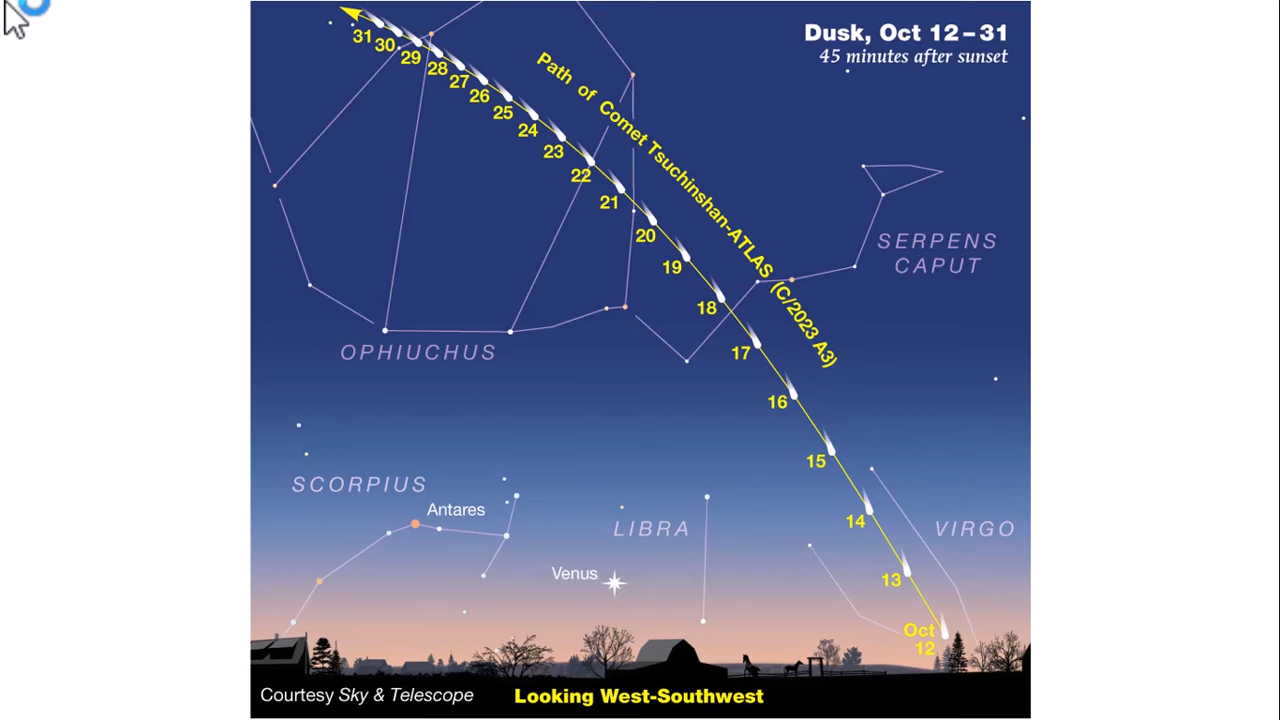 Dusk, Oct 12–31
45 minutes after sunset
31
30
29
28
27
26
25
24
23
22
21
20
19
18
17
16
15
14
13
Oct
12
Path of Comet Tsuchinshan-ATLAS (C/2023 A3)
SERPENS
CAPUT
OPHIUCHUS
SCORPIUS
Antares
LIBRA
VIRGO
Venus
Courtesy Sky & Telescope
Looking West-Southwest